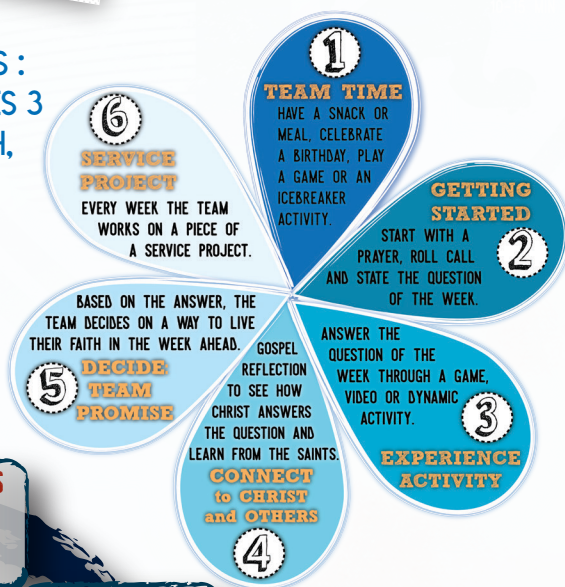 S :
ES 3
H,
1
TEAM TIME
HAVE A SNACK OR
MEAL, CELEBRATE
A BIRTHDAY, PLAY
A GAME OR AN
ICEBREAKER
ACTIVITY.
GETTING
STARTED
2
START WITH A
PRAYER, ROLL CALL
AND STATE THE QUESTION
OF THE WEEK.
ANSWER THE
QUESTION OF THE
WEEK THROUGH A GAME,
VIDEO OR DYNAMIC
ACTIVITY.
3
EXPERIENCE
ACTIVITY
GOSPEL
REFLECTION
TO SEE HOW
CHRIST ANSWERS
THE QUESTION AND
LEARN FROM THE SAINTS.
CONNECT
to CHRIST
and OTHERS
4
BASED ON THE ANSWER, THE
TEAM DECIDES ON A WAY TO LIVE
THEIR FAITH IN THE WEEK AHEAD.
5
DECIDE
TEAM
PROMISE
6
SERVICE
PROJECT
EVERY WEEK THE TEAM
WORKS ON A PIECE OF
A SERVICE PROJECT.
S